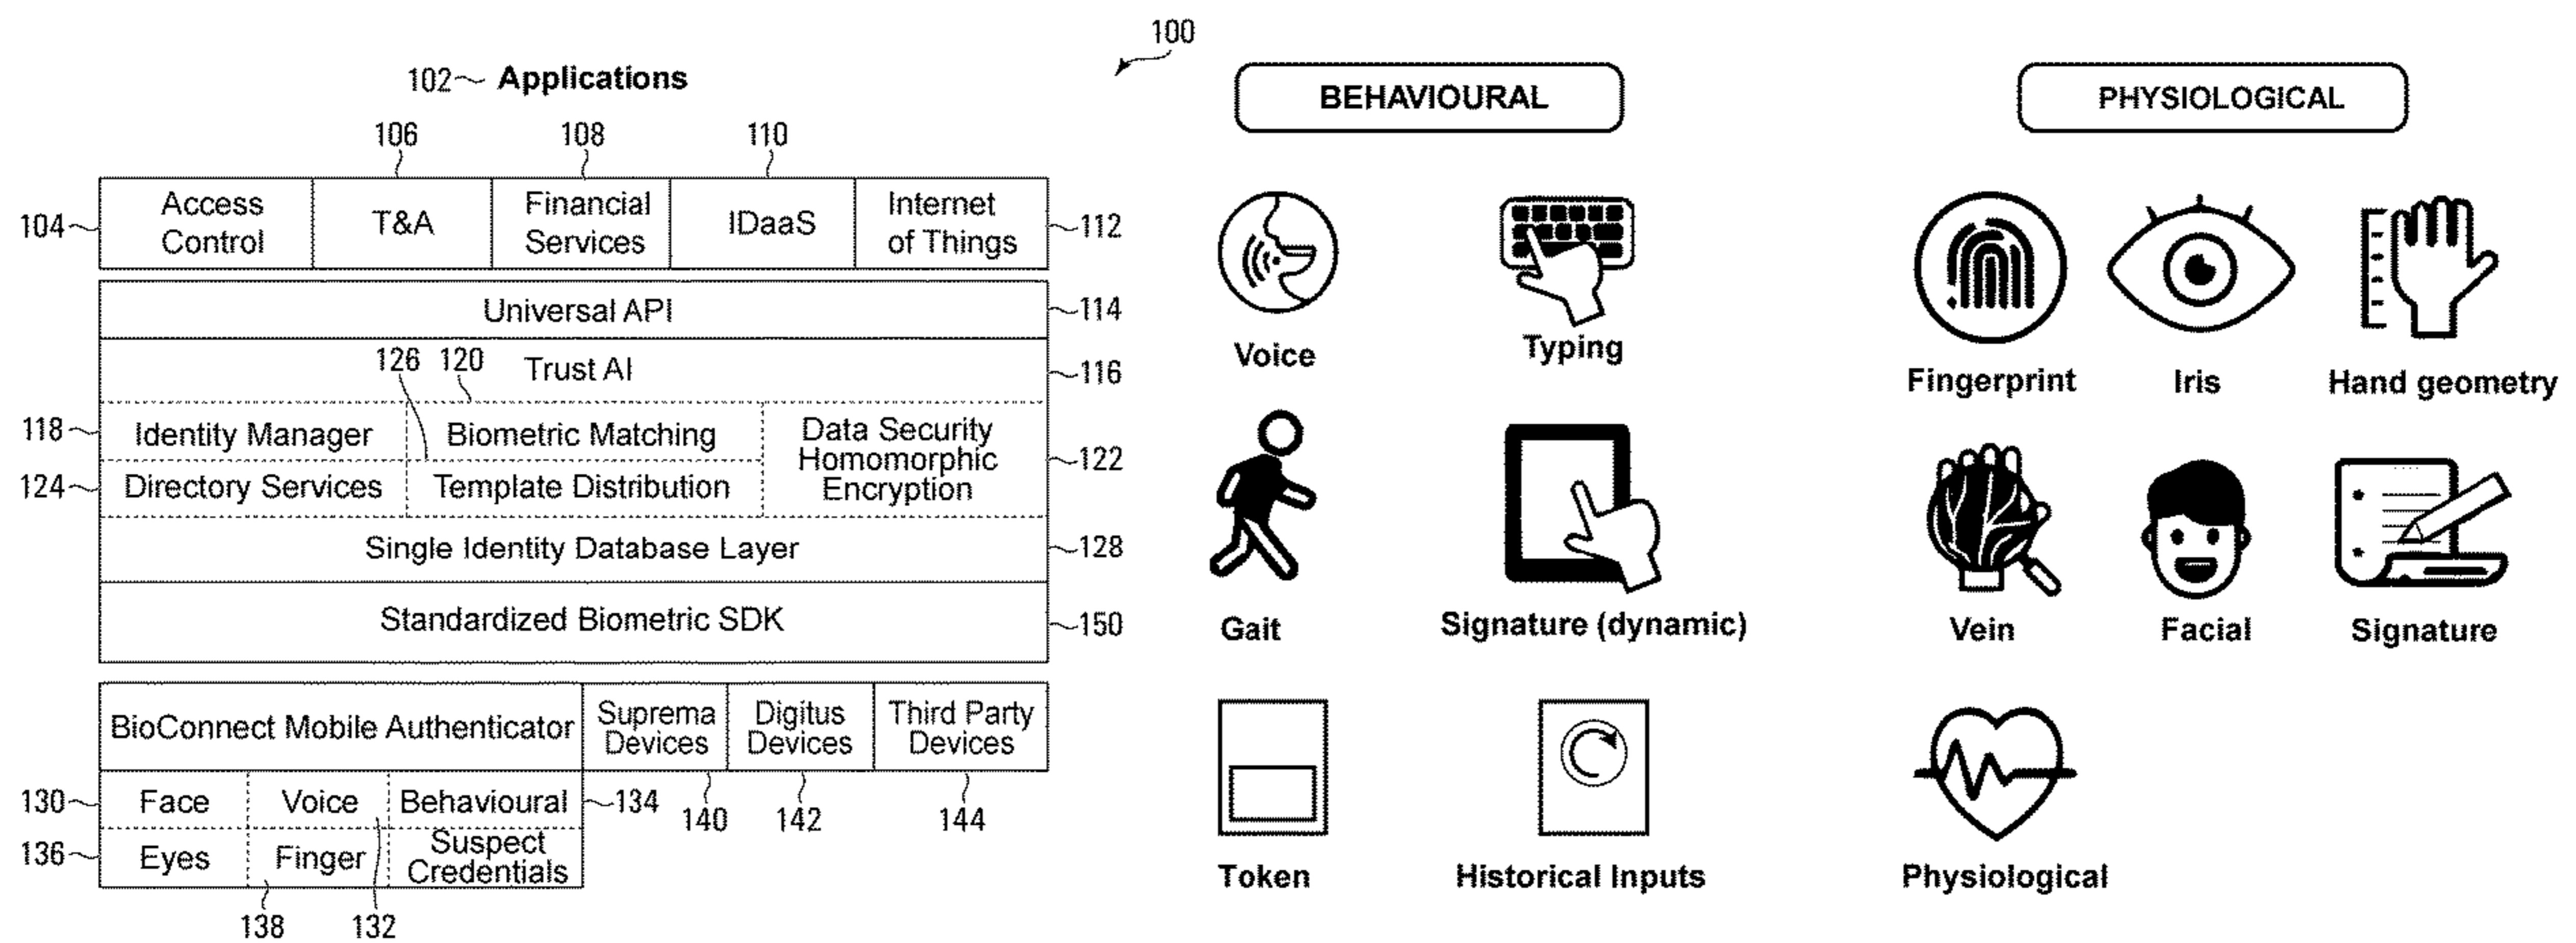 100
102 Applications
106 108 110
104
Access
Control
T&A
Financial
Services
IDaaS
Internet
of Things
112
Universal API
114
126 120
Trust AI
116
118
Identity Manager
Biometric Matching
Data Security
Homomorphic
Encryption
122
124
Directory Services
Template Distribution
Single Identity Database Layer
128
Standardized Biometric SDK
150
BioConnect Mobile Authenticator
Suprema
Devices
Digitus
Devices
Third Party
Devices
130
Face
Voice
Behavioural
134
140 142 144
136
Eyes
Finger
Suspect
Credentials
138 132
BEHAVIOURAL
Voice
Typing
Gait
Signature (dynamic)
Token
Historical Inputs
PHYSIOLOGICAL
Fingerprint
Iris
Hand geometry
Vein
Facial
Signature
Physiological